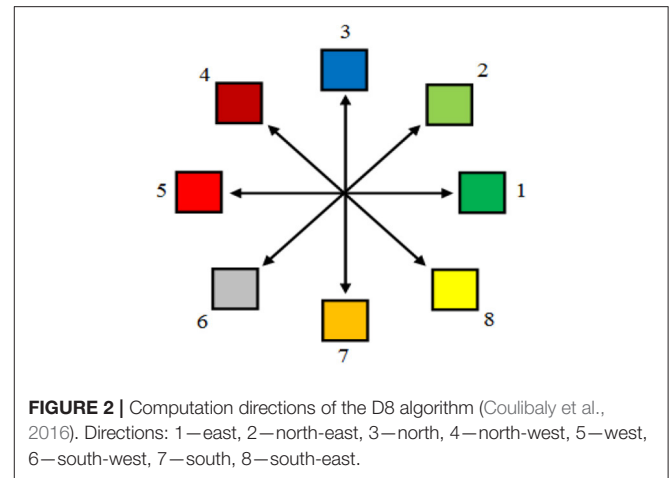 3
4
2
5
1
6
8
7
FIGURE 2 | Computation directions of the D8 algorithm (Coulibaly et al.,
2016). Directions: 1—east, 2—north-east, 3—north, 4—north-west, 5—west,
6—south-west, 7—south, 8—south-east.